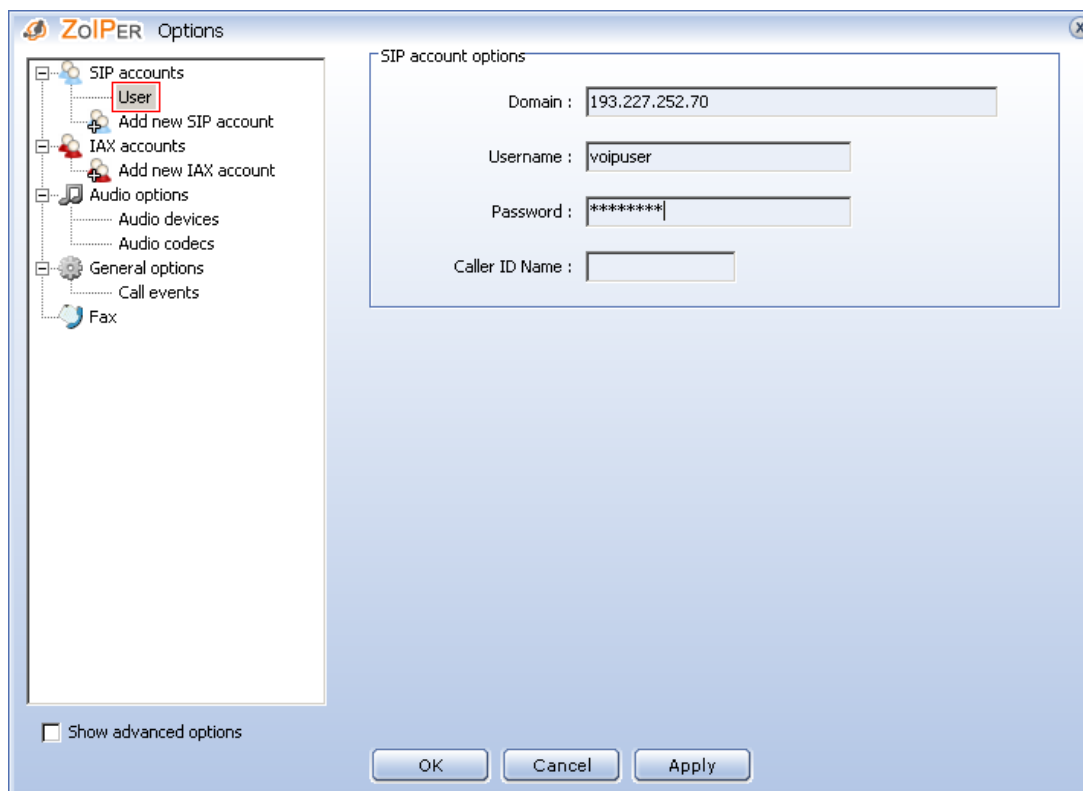 ZoIPER Options
SIP accounts
User
Add new SIP account
IAX accounts
Add new IAX account
Audio options
Audio devices
Audio codecs
General options
Call events
Fax
Show advanced options
SIP account options
Domain : 193.227.252.70
Username : voipuser
Password : ********
Caller ID Name :
OK Cancel Apply